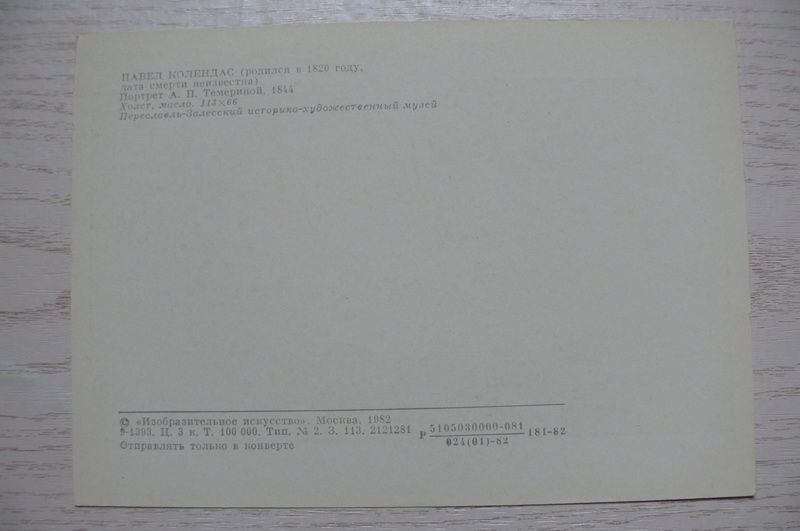 ПАВЕЛ КОЛЕНДАС (родился в 1820 году,
дата смерти неизвестна)
Портрет А. П. Темериной, 1844
Холст, масло. 113×66
Переславль-Залесский историко-художественный музей
© «Изобразительное искусство». Москва. 1982
5-1393. Ц. 3 к. Т. 100 000. Тип. № 2. З. 113. 2121281
Р 5105030000-081 181-82
024(01)-82
Отправлять только в конверте